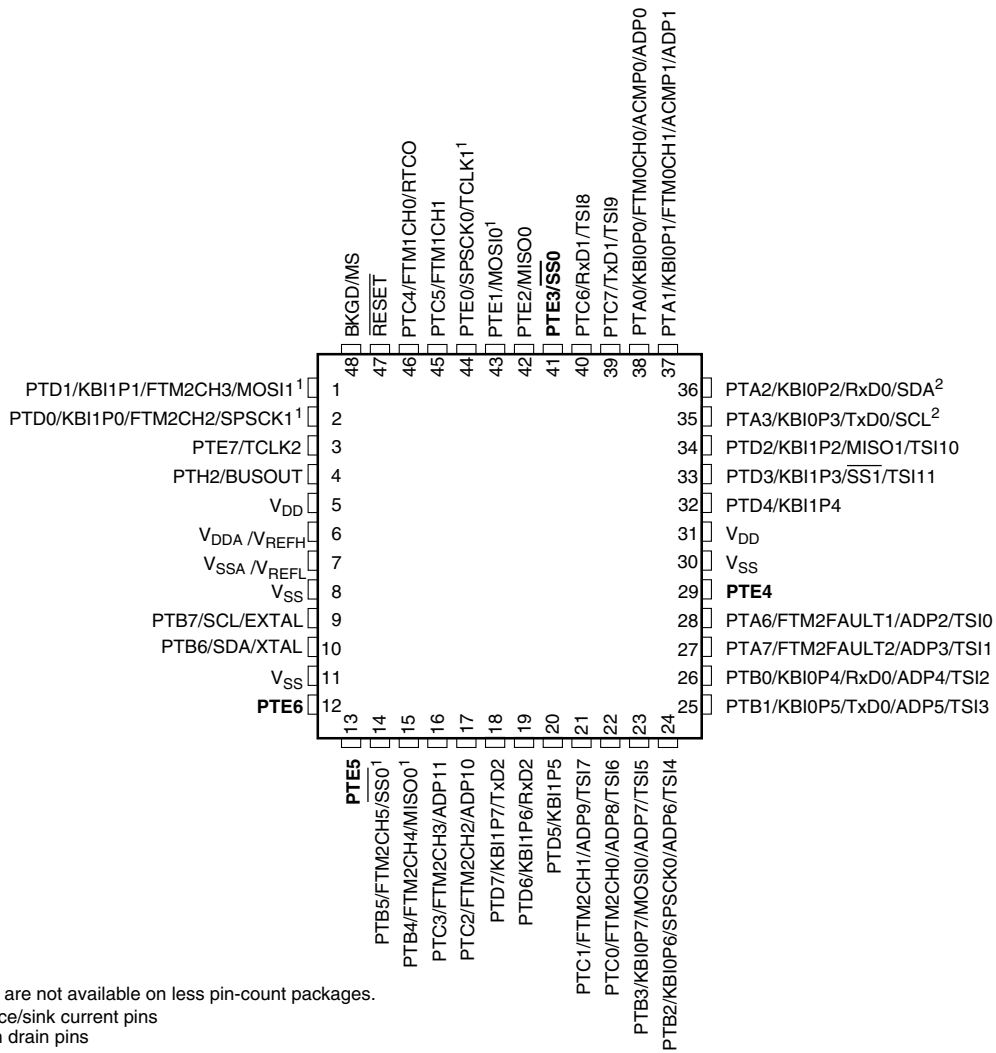 BKGD/MS
RESET
PTC4/FTM1CH0/RTCO
PTC5/FTM1CH1
PTE0/SPSCK0/TCLK1¹
PTE1/MOSI0¹
PTE2/MISO0
PTE3/SS0
PTC6/RxD1/TSI8
PTC7/TxD1/TSI9
PTA0/KBI0P0/FTM0CH0/ACMP0/ADP0
PTA1/KBI0P1/FTM0CH1/ACMP1/ADP1
48 47 46 45 44 43 42 41 40 39 38 37
PTD1/KBI1P1/FTM2CH3/MOSI1¹ 1
PTD0/KBI1P0/FTM2CH2/SPSCK1¹ 2
PTE7/TCLK2 3
PTH2/BUSOUT 4
VDD 5
VDDA /VREFH 6
VSSA /VREFL 7
VSS 8
PTB7/SCL/EXTAL 9
PTB6/SDA/XTAL 10
VSS 11
PTE6 12
36 PTA2/KBI0P2/RxD0/SDA²
35 PTA3/KBI0P3/TxD0/SCL²
34 PTD2/KBI1P2/MISO1/TSI10
33 PTD3/KBI1P3/SS1/TSI11
32 PTD4/KBI1P4
31 VDD
30 VSS
29 PTE4
28 PTA6/FTM2FAULT1/ADP2/TSI0
27 PTA7/FTM2FAULT2/ADP3/TSI1
26 PTB0/KBI0P4/RxD0/ADP4/TSI2
25 PTB1/KBI0P5/TxD0/ADP5/TSI3
13 14 15 16 17 18 19 20 21 22 23 24
PTE5
PTB5/FTM2CH5/SS0¹
PTB4/FTM2CH4/MISO0¹
PTC3/FTM2CH3/ADP11
PTC2/FTM2CH2/ADP10
PTD7/KBI1P7/TxD2
PTD6/KBI1P6/RxD2
PTD5/KBI1P5
PTC1/FTM2CH1/ADP9/TSI7
PTC0/FTM2CH0/ADP8/TSI6
PTB3/KBI0P7/MOSI0/ADP7/TSI5
PTB2/KBI0P6/SPSCK0/ADP6/TSI4
are not available on less pin-count packages.
ce/sink current pins
drain pins